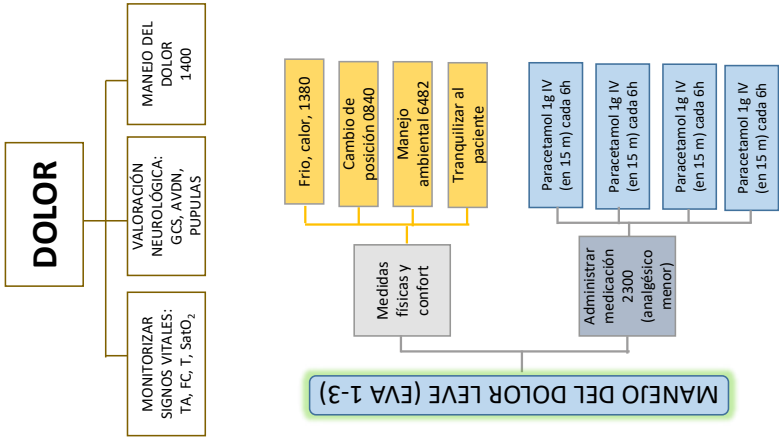 DOLOR
MONITORIZAR
SIGNOS VITALES:
TA, FC, T, SatO₂
VALORACIÓN
NEUROLÓGICA:
GCS, AVDN,
PUPULAS
MANEJO DEL
DOLOR
1400
MANEJO DEL DOLOR LEVE (EVA 1-3)
Medidas
físicas y
confort
Frio, calor, 1380
Cambio de
posición 0840
Manejo
ambiental 6482
Tranquilizar al
paciente
Administrar
medicación
2300
(analgésico
menor)
Paracetamol 1g IV
(en 15 m) cada 6h
Paracetamol 1g IV
(en 15 m) cada 6h
Paracetamol 1g IV
(en 15 m) cada 6h
Paracetamol 1g IV
(en 15 m) cada 6h